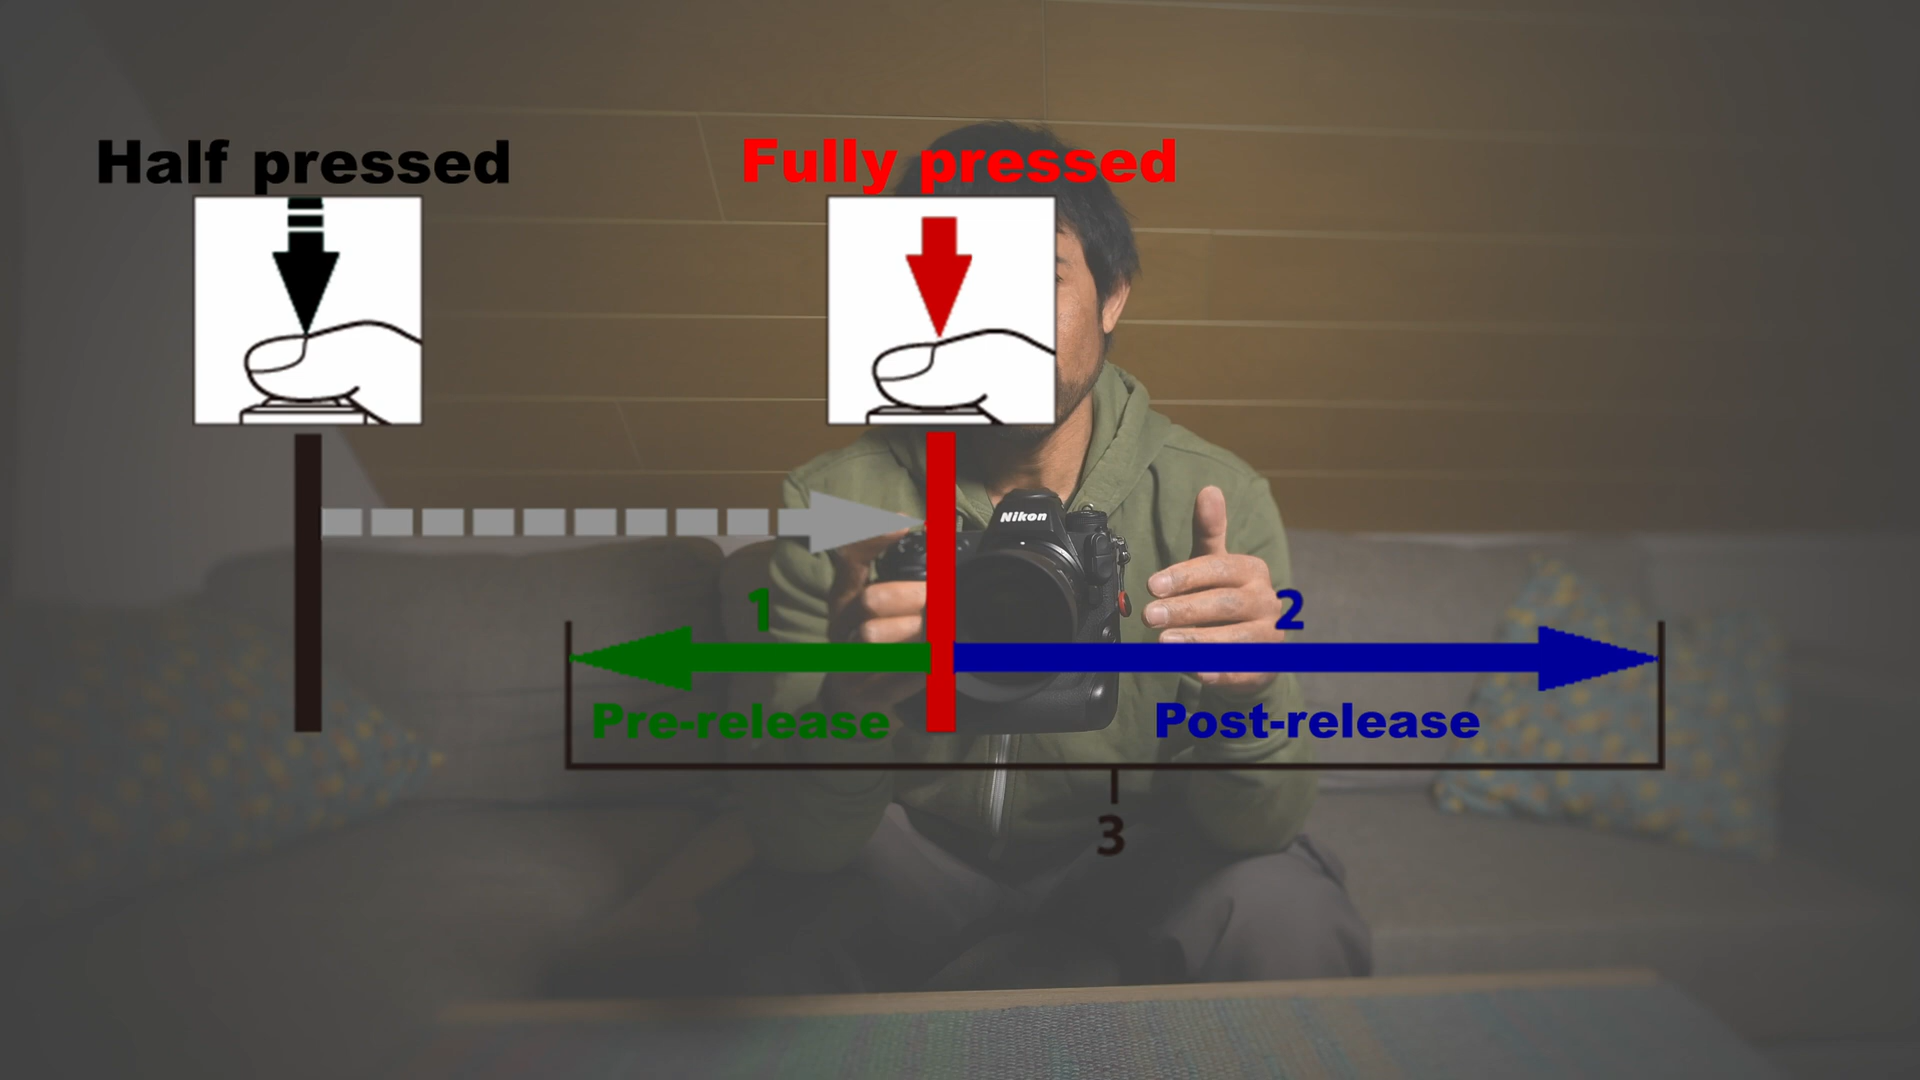 Half pressed
Fully pressed
Nikon
1
2
Pre-release
Post-release
3